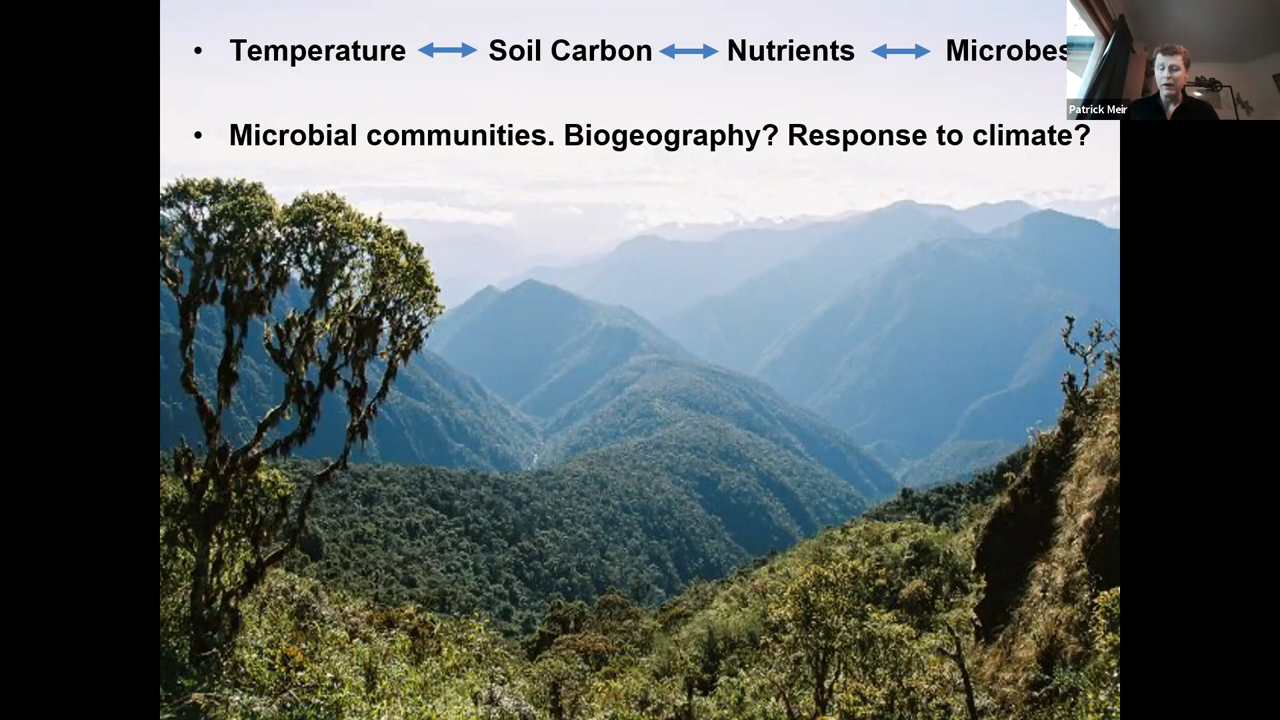 • Temperature Soil Carbon Nutrients Microbes
• Microbial communities. Biogeography? Response to climate?
Patrick Meir